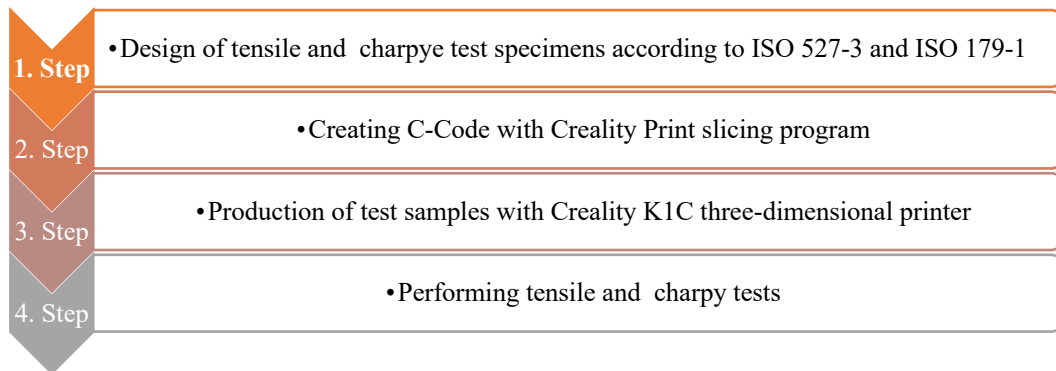 1. Step
•Design of tensile and  charpye test specimens according to ISO 527-3 and ISO 179-1
2. Step
•Creating C-Code with Creality Print slicing program
3. Step
•Production of test samples with Creality K1C three-dimensional printer
4. Step
•Performing tensile and  charpy tests